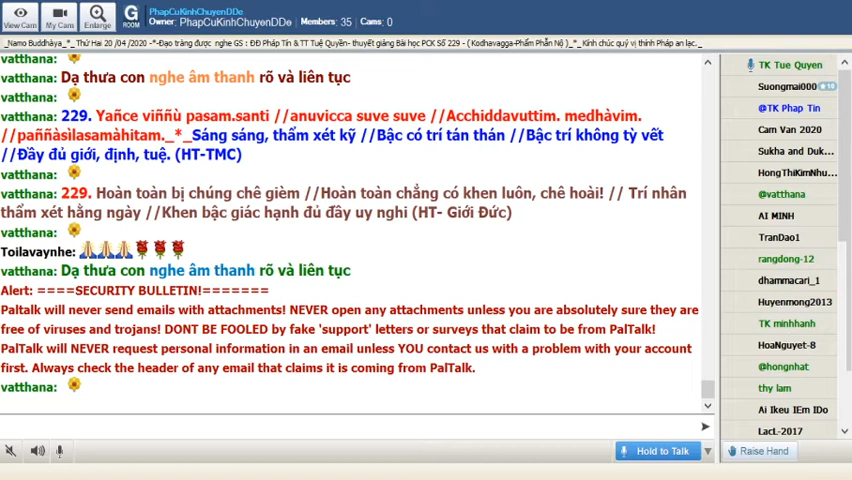 PhapCuKinhChuyenDDe
Owner: PhapCuKinhChuyenDDe Members: 35 Cams: 0
View Cam
My Cam
Enlarge
G
ROOM
_Namo Buddhàya_*_ Thứ Hai 20 /04 /2020 -*-Đạo tràng được nghe GS : ĐĐ Pháp Tín & TT Tuệ Quyền- thuyết giảng Bài học PCK Số 229 - ( Kodhavagga-Phẩm Phẫn Nộ )_*_ Kính chúc quý vị thính Pháp an lạc._
vatthana:
Dạ thưa con nghe âm thanh rõ và liên tục
vatthana:
229. Yañce viññù pasam.santi //anuvicca suve suve //Acchiddavuttim. medhàvim.
//paññàsìlasamàhitam._*_Sáng sáng, thẩm xét kỹ //Bậc có trí tán thán //Bậc trí không tỳ vết
//Đầy đủ giới, định, tuệ. (HT-TMC)
vatthana:
229. Hoàn toàn bị chúng chê gièm //Hoàn toàn chẳng có khen luôn, chê hoài! // Trí nhân
thẩm xét hằng ngày //Khen bậc giác hạnh đủ đầy uy nghi (HT- Giới Đức)
vatthana:
Toilavaynhe:
vatthana: Dạ thưa con nghe âm thanh rõ và liên tục
Alert: ====SECURITY BULLETIN!=======
Paltalk will never send emails with attachments! NEVER open any attachments unless you are absolutely sure they are
free of viruses and trojans! DONT BE FOOLED by fake 'support' letters or surveys that claim to be from PalTalk!
PalTalk will NEVER request personal information in an email unless YOU contact us with a problem with your account
first. Always check the header of any email that claims it is coming from PalTalk.
vatthana:
Hold to Talk
TK Tue Quyen
Suongmai000 10
@TK Phap Tin
Cam Van 2020
Sukha and Duk...
HongThiKimNhu...
@vatthana
AI MINH
TranDao1
rangdong-12
dhammacari_1
Huyenmong2013
TK minhhanh
HoaNguyet-8
@hongnhat
thy lam
Ai Ikeu IEm IDo
LacL-2017
Raise Hand